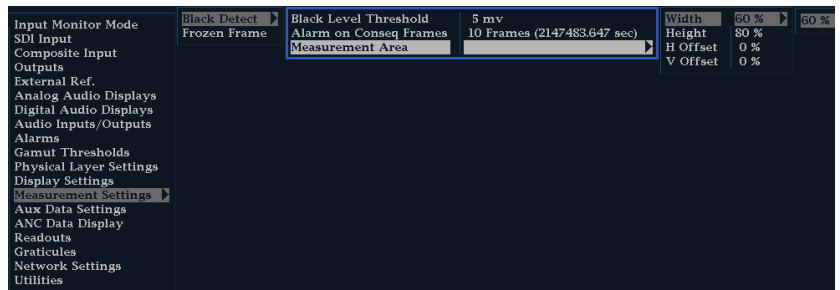 Input Monitor Mode
SDI Input
Composite Input
Outputs
External Ref.
Analog Audio Displays
Digital Audio Displays
Audio Inputs/Outputs
Alarms
Gamut Thresholds
Physical Layer Settings
Display Settings
Measurement Settings
Aux Data Settings
ANC Data Display
Readouts
Graticules
Network Settings
Utilities
Black Detect
Frozen Frame
Black Level Threshold 5 mv
Alarm on Conseq Frames 10 Frames (2147483.647 sec)
Measurement Area
Width 60 %
Height 80 %
H Offset 0 %
V Offset 0 %
60 %